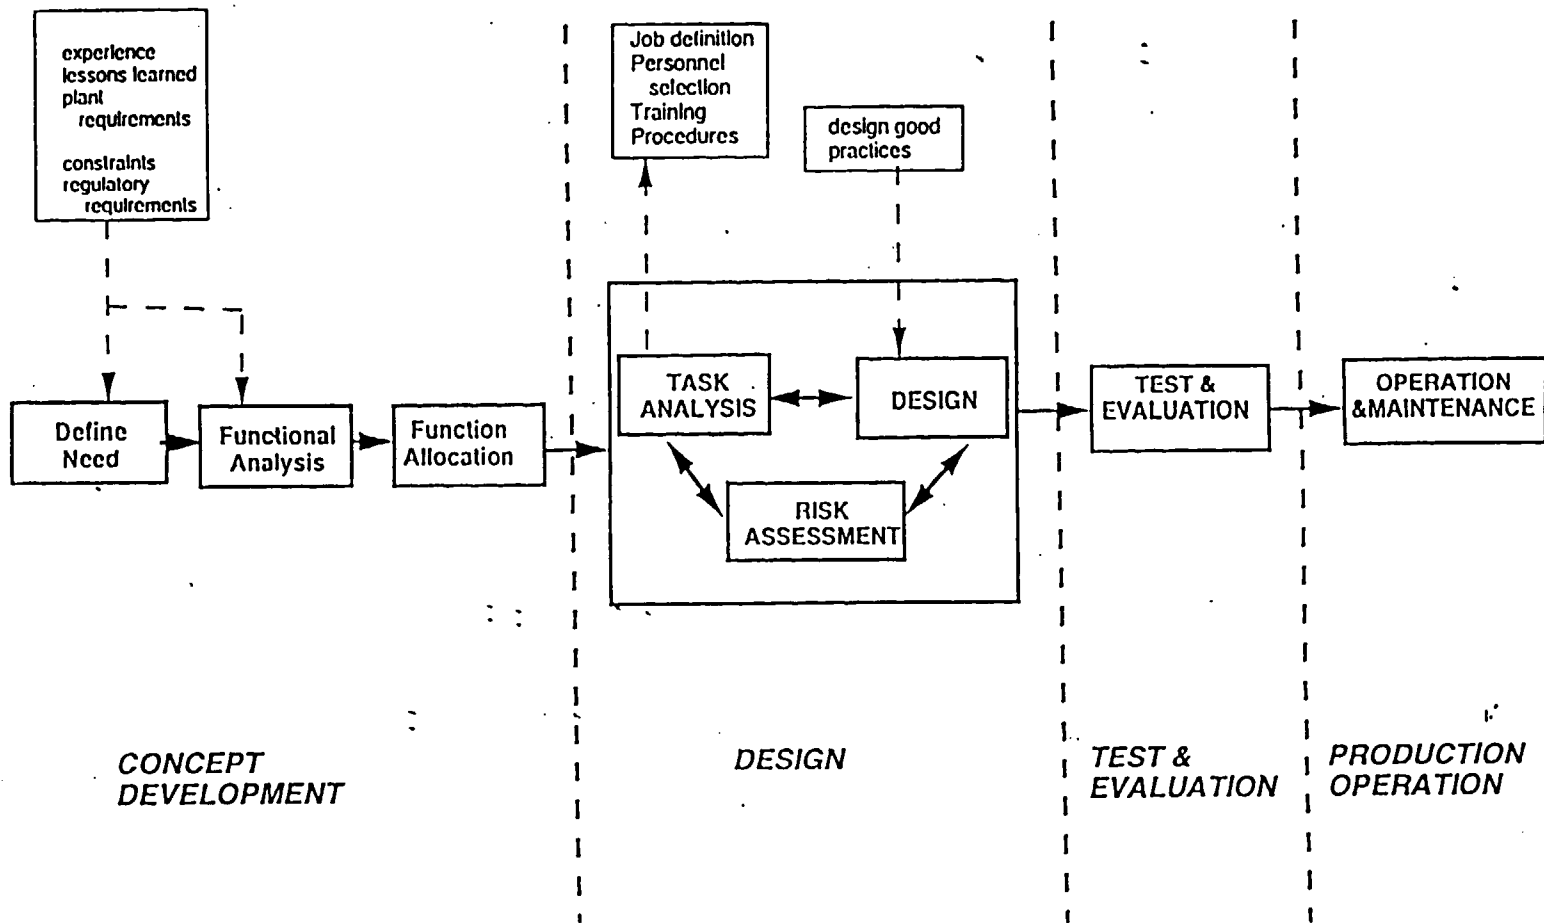 experience
lessons learned
plant
requirements
constraints
regulatory
requirements
Job definition
Personnel
selection
Training
Procedures
design good
practices
Define
Need
Functional
Analysis
Function
Allocation
TASK
ANALYSIS
DESIGN
RISK
ASSESSMENT
TEST &
EVALUATION
OPERATION
&MAINTENANCE
CONCEPT
DEVELOPMENT
DESIGN
TEST &
EVALUATION
PRODUCTION
OPERATION